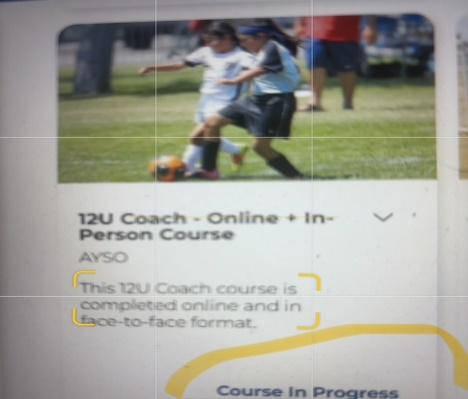 12U Coach - Online + In-
Person Course
AYSO
This 12U Coach course is
completed online and in
face-to-face format.
Course In Progress